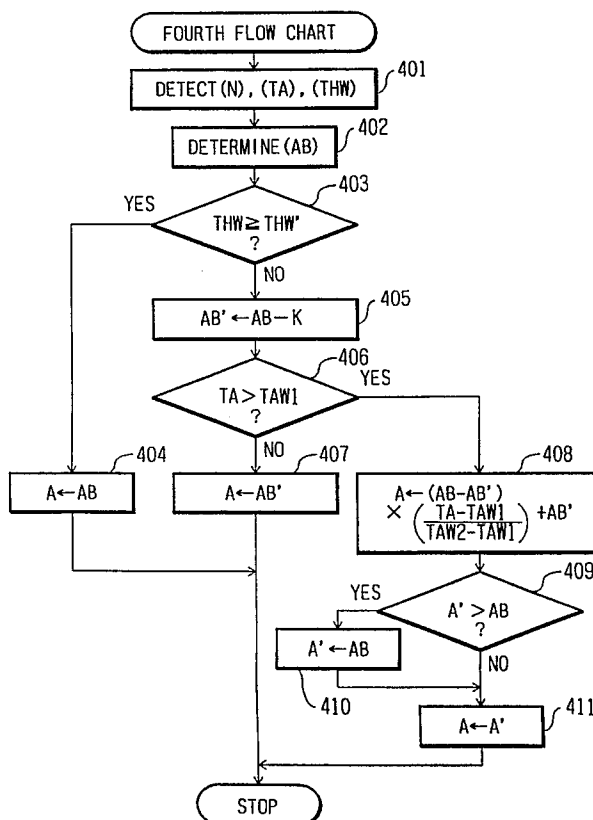 FOURTH FLOW CHART
401
DETECT(N), (TA), (THW)
402
DETERMINE(AB)
403
YES
THW≧THW'
?
NO
405
AB'←AB−K
406
YES
TA>TAW1
?
NO
404
A←AB
407
A←AB'
408
A←(AB-AB')
×(TA-TAW1/TAW2-TAW1)+AB'
409
YES
A'>AB
?
NO
A'←AB
410
411
A←A'
STOP